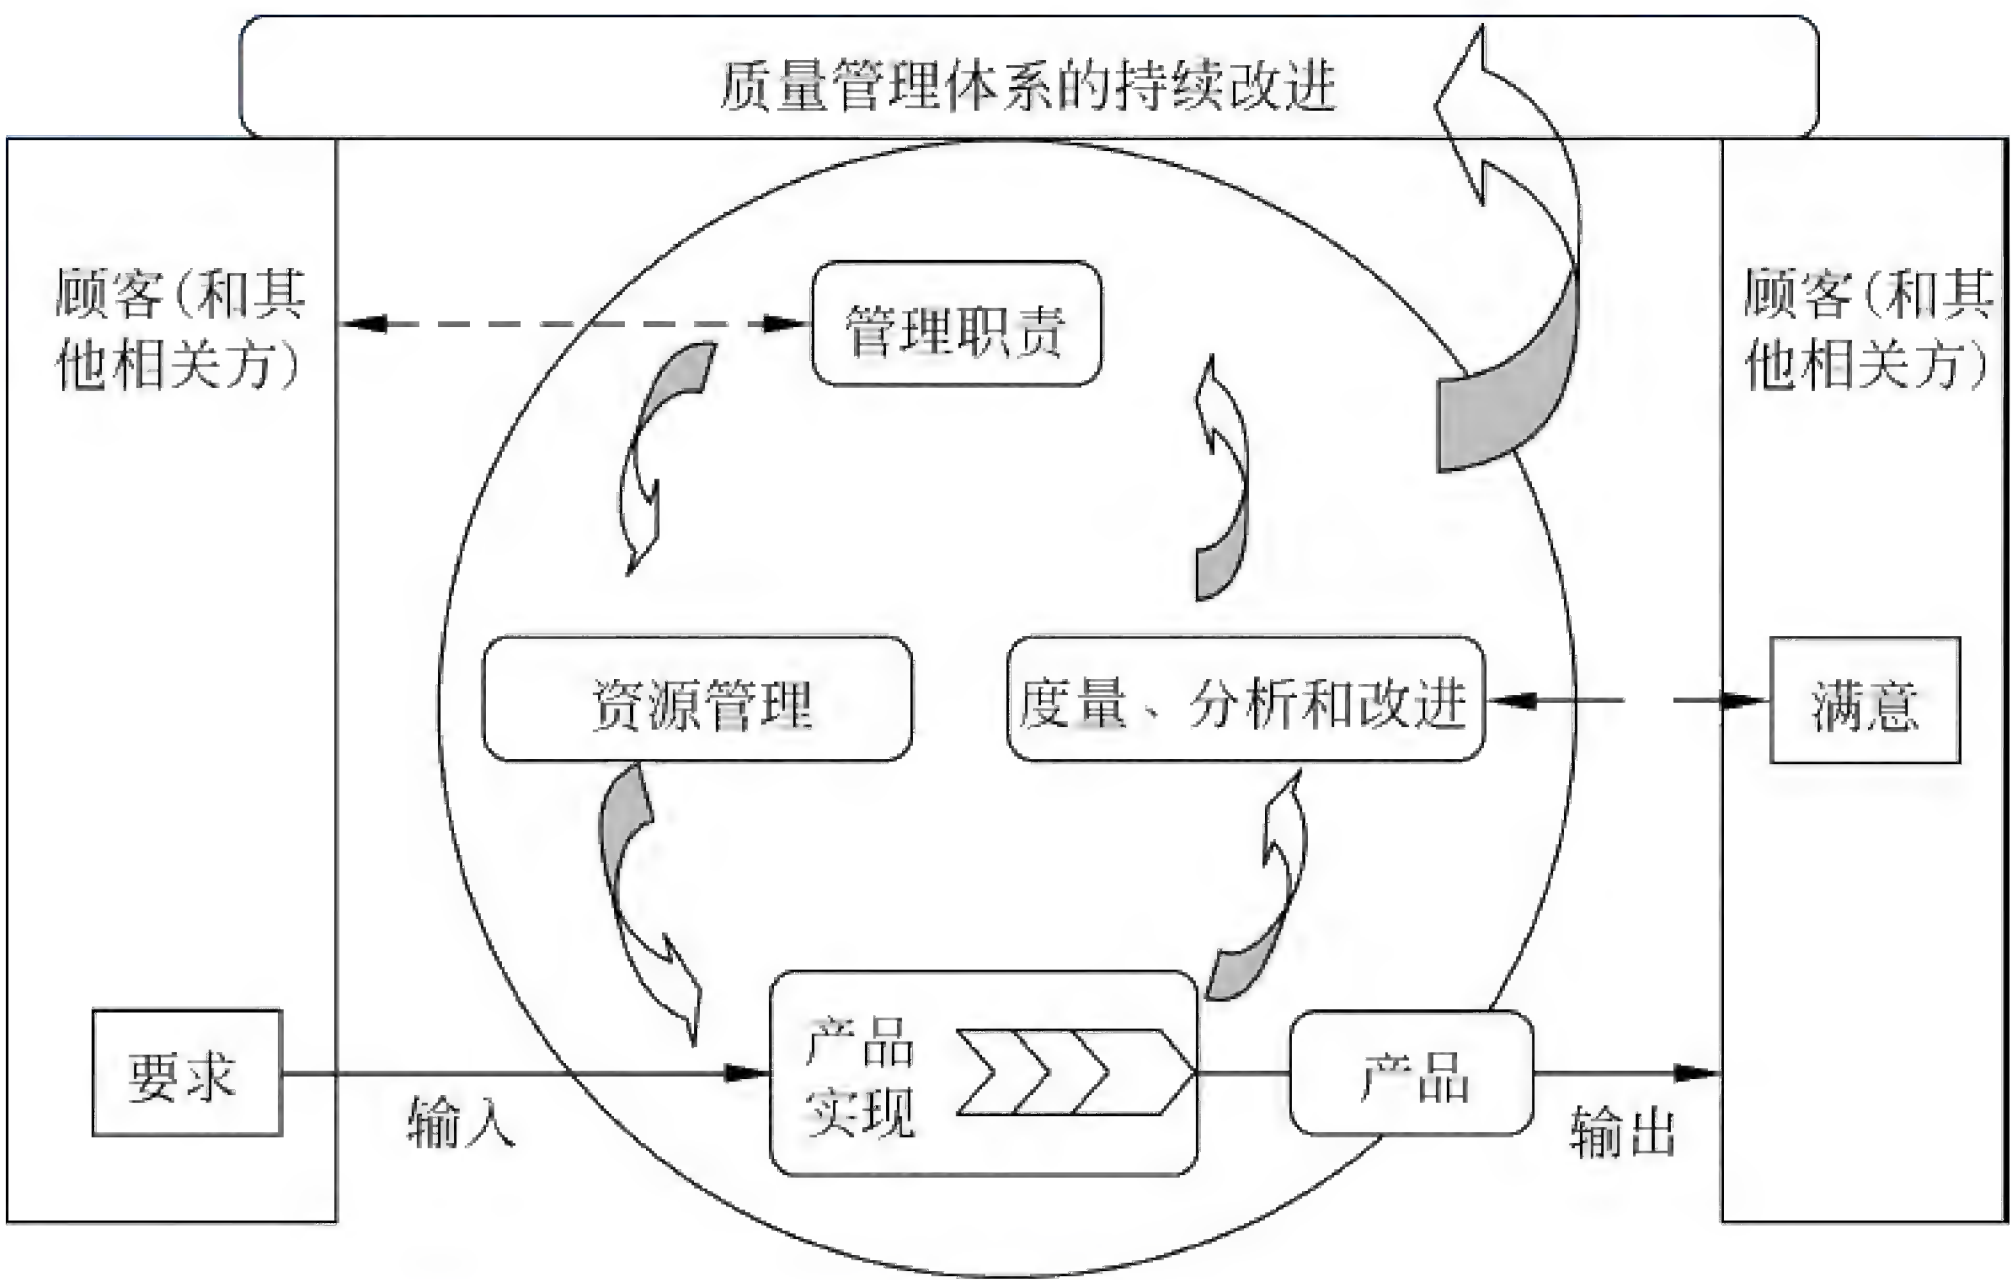 质量管理体系的持续改进
顾客(和其
他相关方)
管理职责
顾客(和其
他相关方)
资源管理
度量、分析和改进
满意
要求
输入
产品
实现
产品
输出